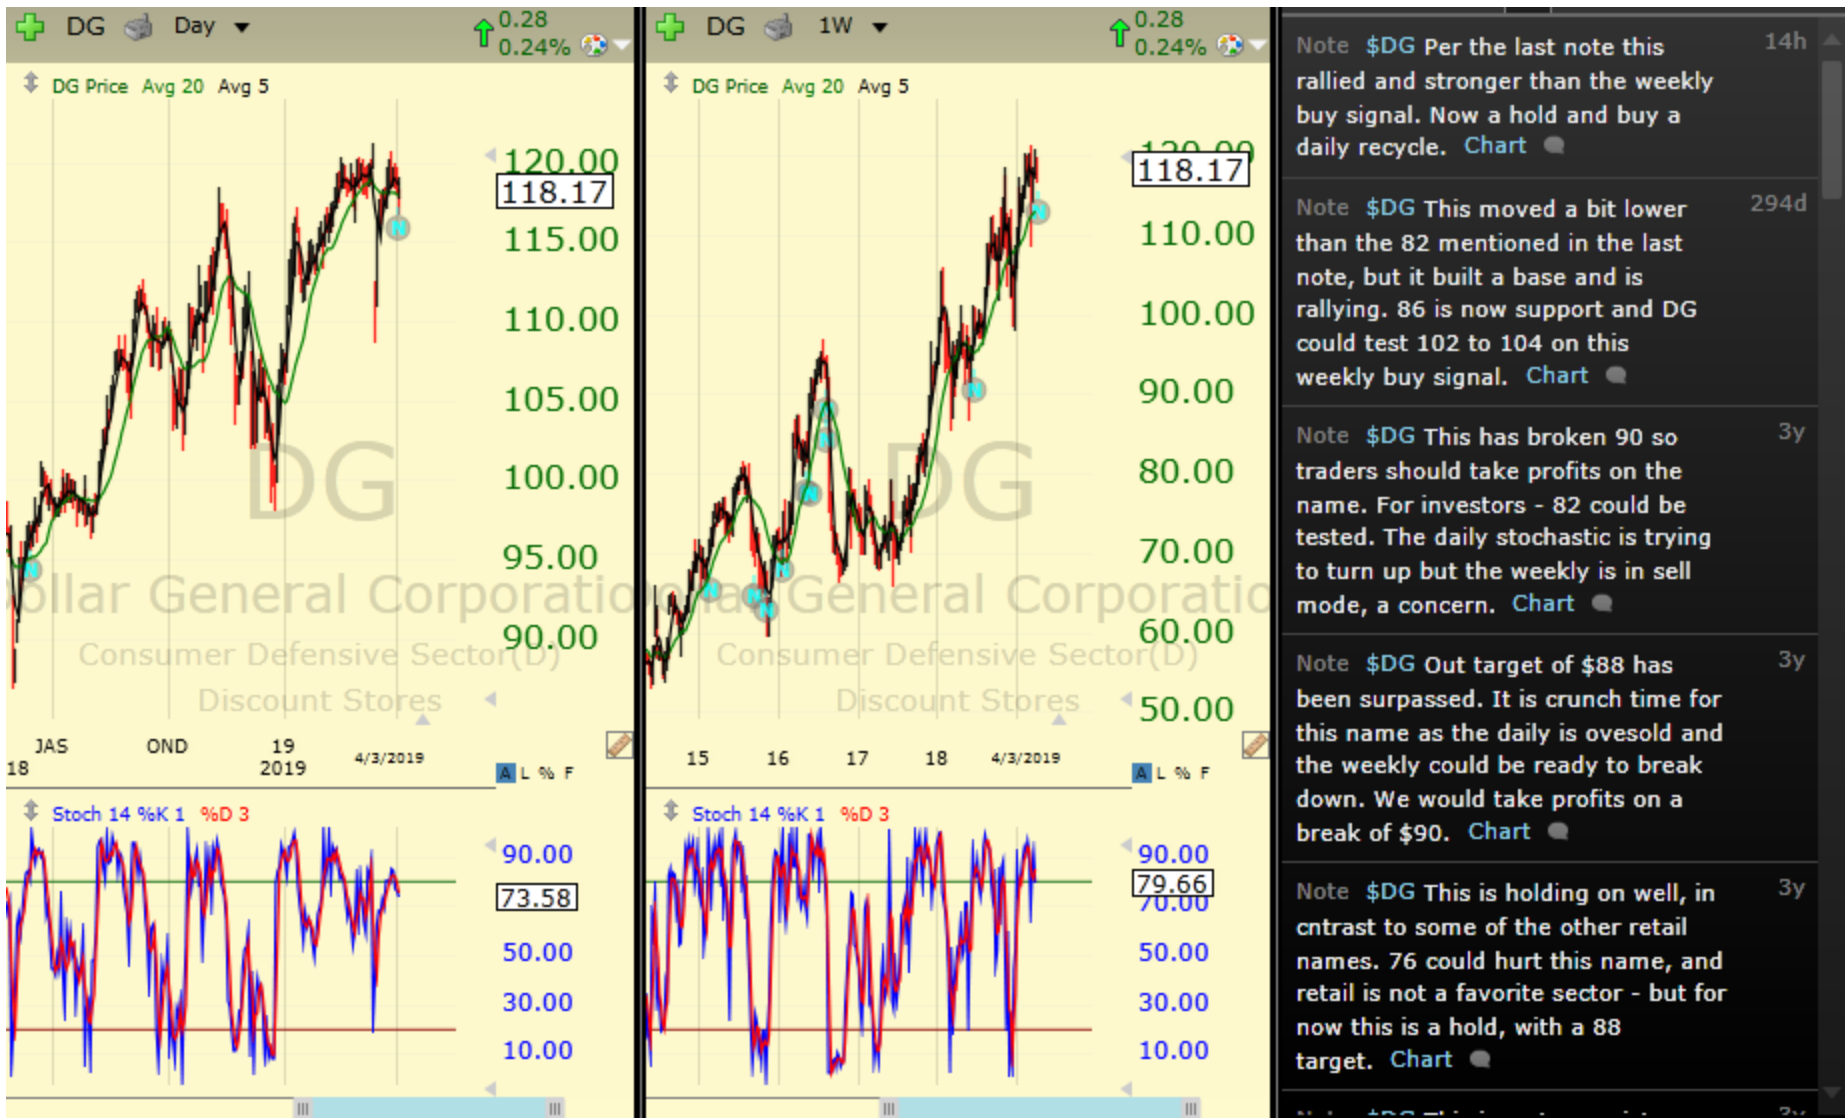 DG Day 0.28
0.24%
DG Price Avg 20 Avg 5
120.00
118.17
115.00
110.00
105.00
100.00
95.00
90.00
DG
ollar General Corporatio
Consumer Defensive Sector(D)
Discount Stores
JAS OND 19 4/3/2019
18 2019
A L % F
Stoch 14 %K 1 %D 3
90.00
73.58
50.00
30.00
10.00
DG 1W 0.28
0.24%
DG Price Avg 20 Avg 5
120.00
118.17
110.00
100.00
90.00
80.00
70.00
60.00
50.00
DG
lar General Corporatio
Consumer Defensive Sector(D)
Discount Stores
15 16 17 18 4/3/2019
A L % F
Stoch 14 %K 1 %D 3
90.00
79.66
70.00
50.00
30.00
10.00
Note $DG Per the last note this 14h
rallied and stronger than the weekly
buy signal. Now a hold and buy a
daily recycle. Chart
Note $DG This moved a bit lower 294d
than the 82 mentioned in the last
note, but it built a base and is
rallying. 86 is now support and DG
could test 102 to 104 on this
weekly buy signal. Chart
Note $DG This has broken 90 so 3y
traders should take profits on the
name. For investors - 82 could be
tested. The daily stochastic is trying
to turn up but the weekly is in sell
mode, a concern. Chart
Note $DG Out target of $88 has 3y
been surpassed. It is crunch time for
this name as the daily is ovesold and
the weekly could be ready to break
down. We would take profits on a
break of $90. Chart
Note $DG This is holding on well, in 3y
cntrast to some of the other retail
names. 76 could hurt this name, and
retail is not a favorite sector - but for
now this is a hold, with a 88
target. Chart